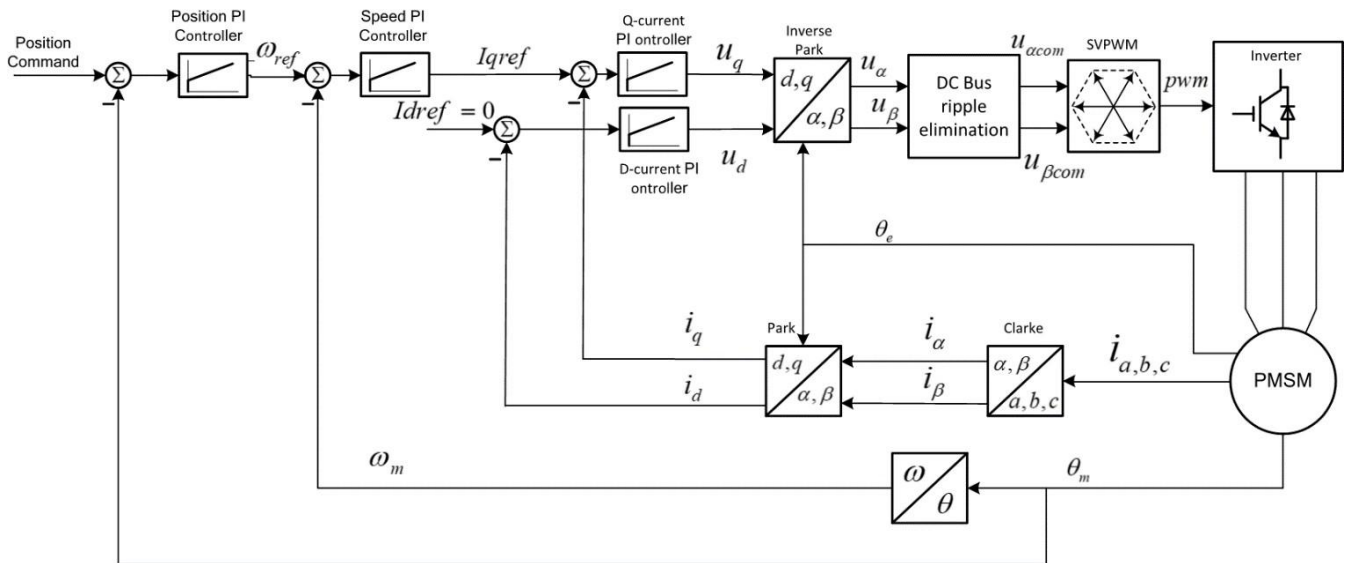 Position
Command
Σ
−
Position PI
Controller
ω_ref
Σ
−
Speed PI
Controller
Iqref
Idref = 0
Σ
−
Σ
−
Q-current
PI ontroller
D-current PI
ontroller
u_q
u_d
Inverse
Park
d,q
α,β
u_α
u_β
DC Bus
ripple
elimination
u_αcom
u_βcom
SVPWM
pwm
Inverter
θ_e
i_q
i_d
Park
d,q
α,β
i_α
i_β
Clarke
α,β
a,b,c
i_a,b,c
PMSM
ω_m
ω
θ
θ_m